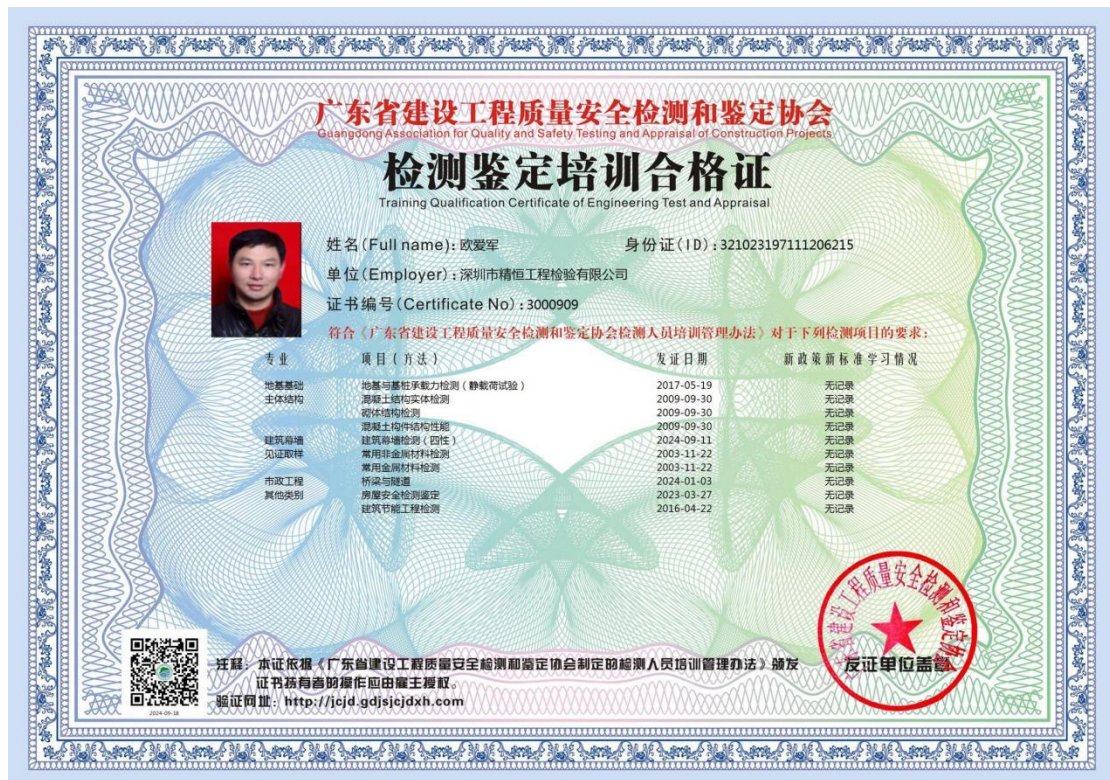 广东省建设工程质量安全检测和鉴定协会
Guangdong Association for Quality and Safety Testing and Appraisal of Construction Projects
检测鉴定培训合格证
Training Qualification Certificate of Engineering Test and Appraisal
姓名(Full name): 欧爱军 身份证(ID): 321023197111206215
单位(Employer): 深圳市精恒工程检验有限公司
证书编号(Certificate No): 3000909
符合《广东省建设工程质量安全检测和鉴定协会检测人员培训管理办法》对于下列检测项目的要求:
专业 项目(方法) 发证日期 新政策新标准学习情况
地基基础 地基与基桩承载力检测(静载荷试验) 2017-05-19 无记录
主体结构 混凝土结构实体检测 2009-09-30 无记录
砌体结构检测 2009-09-30 无记录
混凝土构件结构性能 2009-09-30 无记录
建筑幕墙 建筑幕墙检测(四性) 2024-09-11 无记录
见证取样 常用非金属材料检测 2003-11-22 无记录
常用金属材料检测 2003-11-22 无记录
市政工程 桥梁与隧道 2024-01-03 无记录
其他类别 房屋安全检测鉴定 2023-03-27 无记录
建筑节能工程检测 2016-04-22 无记录
注释: 本证依据《广东省建设工程质量安全检测和鉴定协会制定的检测人员培训管理办法》颁发
证书持有者的操作应由雇主授权。
验证网址: http://jcjd.gdjsjcjdxh.com
2024-09-18
广东省建设工程质量安全检测和鉴定协会
发证单位盖章